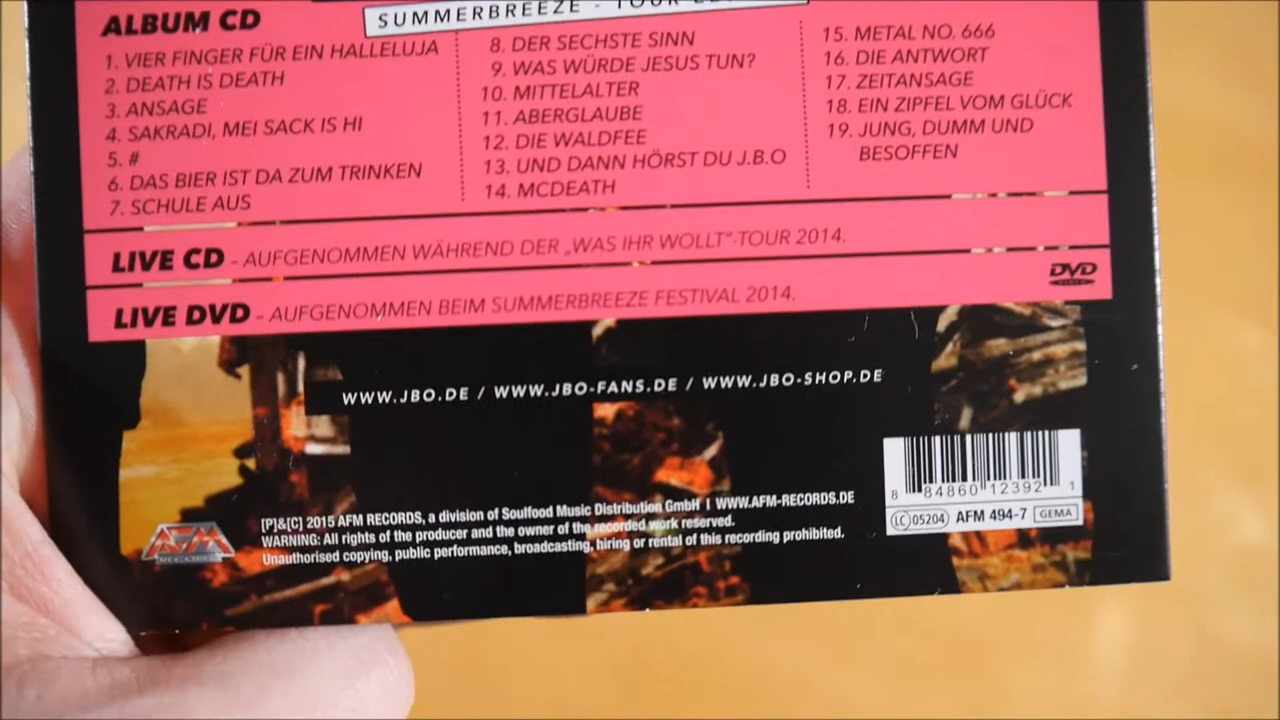 ALBUM CD
SUMMERBREEZE - TOUR
1. VIER FINGER FÜR EIN HALLELUJA
2. DEATH IS DEATH
3. ANSAGE
4. SAKRADI, MEI SACK IS HI
5. #
6. DAS BIER IST DA ZUM TRINKEN
7. SCHULE AUS
8. DER SECHSTE SINN
9. WAS WÜRDE JESUS TUN?
10. MITTELALTER
11. ABERGLAUBE
12. DIE WALDFEE
13. UND DANN HÖRST DU J.B.O
14. MCDEATH
15. METAL NO. 666
16. DIE ANTWORT
17. ZEITANSAGE
18. EIN ZIPFEL VOM GLÜCK
19. JUNG, DUMM UND
BESOFFEN
LIVE CD - AUFGENOMMEN WÄHREND DER „WAS IHR WOLLT"-TOUR 2014.
LIVE DVD - AUFGENOMMEN BEIM SUMMERBREEZE FESTIVAL 2014.
DVD
VIDEO
WWW.JBO.DE / WWW.JBO-FANS.DE / WWW.JBO-SHOP.DE
AFM
RECORDS
[P]&[C] 2015 AFM RECORDS, a division of Soulfood Music Distribution GmbH I WWW.AFM-RECORDS.DE
WARNING: All rights of the producer and the owner of the recorded work reserved.
Unauthorised copying, public performance, broadcasting, hiring or rental of this recording prohibited.
8 84860 12392 1
LC 05204 AFM 494-7 GEMA